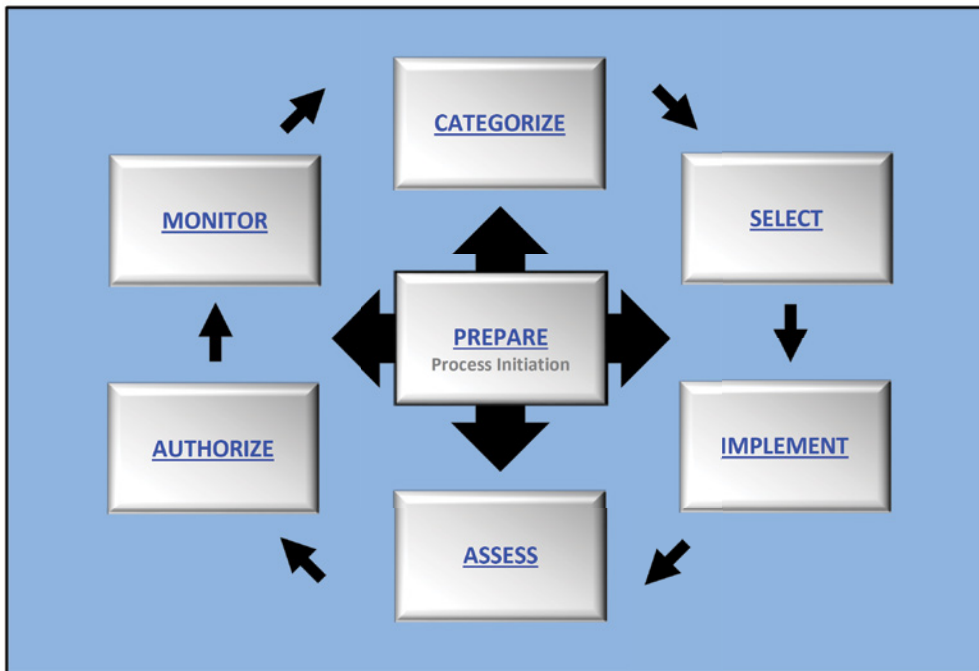 CATEGORIZE
MONITOR
SELECT
PREPARE
Process Initiation
AUTHORIZE
IMPLEMENT
ASSESS